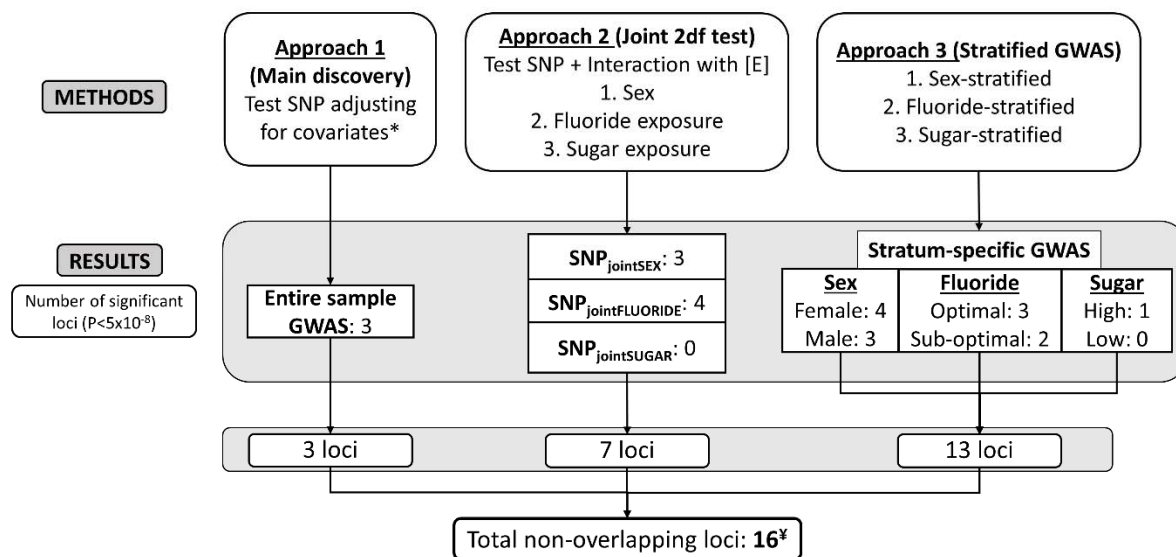 METHODS
Approach 1
(Main discovery)
Test SNP adjusting
for covariates*
Approach 2 (Joint 2df test)
Test SNP + Interaction with [E]
1. Sex
2. Fluoride exposure
3. Sugar exposure
Approach 3 (Stratified GWAS)
1. Sex-stratified
2. Fluoride-stratified
3. Sugar-stratified
RESULTS
Number of significant
loci (P<5x10⁻⁸)
Entire sample
GWAS: 3
SNPjointSEX: 3
SNPjointFLUORIDE: 4
SNPjointSUGAR: 0
Stratum-specific GWAS
Sex
Female: 4
Male: 3
Fluoride
Optimal: 3
Sub-optimal: 2
Sugar
High: 1
Low: 0
3 loci
7 loci
13 loci
Total non-overlapping loci: 16¥